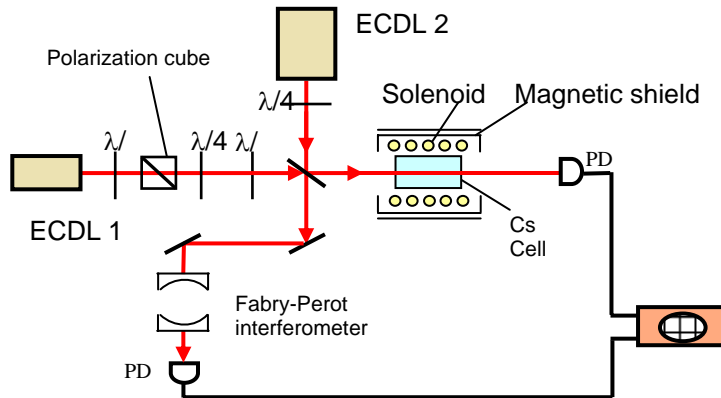 ECDL 2
Polarization cube
λ/4
Solenoid
Magnetic shield
λ/
λ/4
λ/
PD
ECDL 1
Cs
Cell
Fabry-Perot
interferometer
PD